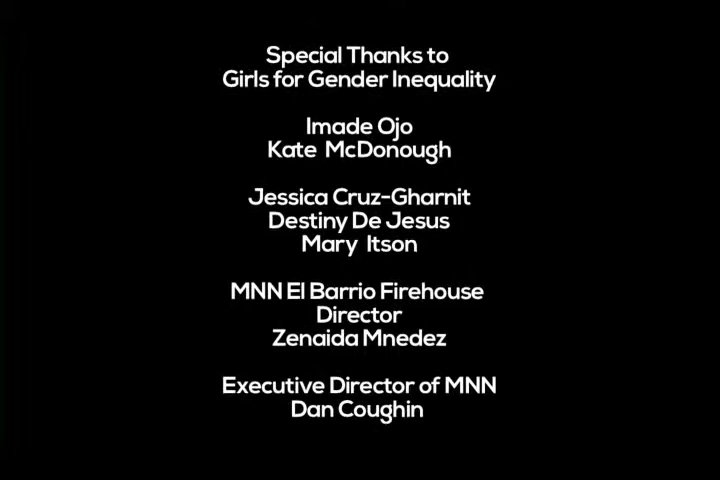 Special Thanks to
Girls for Gender Inequality
Imade Ojo
Kate McDonough
Jessica Cruz-Gharnit
Destiny De Jesus
Mary Itson
MNN El Barrio Firehouse
Director
Zenaida Mnedez
Executive Director of MNN
Dan Coughin